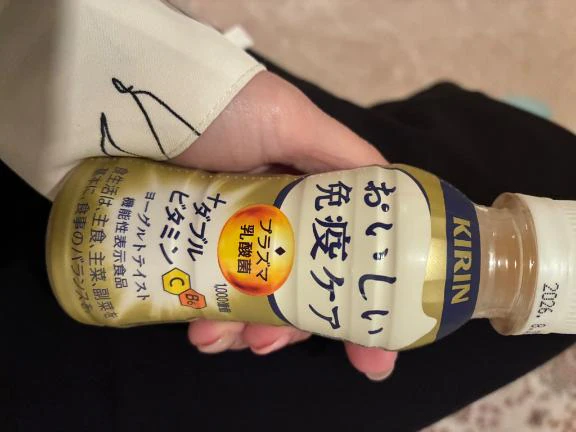 KIRIN
おいしい
免疫ケア
プラズマ
乳酸菌
1,000億個
+ダブル
ビタミン
C
B6
ヨーグルトテイスト
機能性表示食品
食生活は、主食、主菜、副菜を
基本に、食事のバランスを
2026.